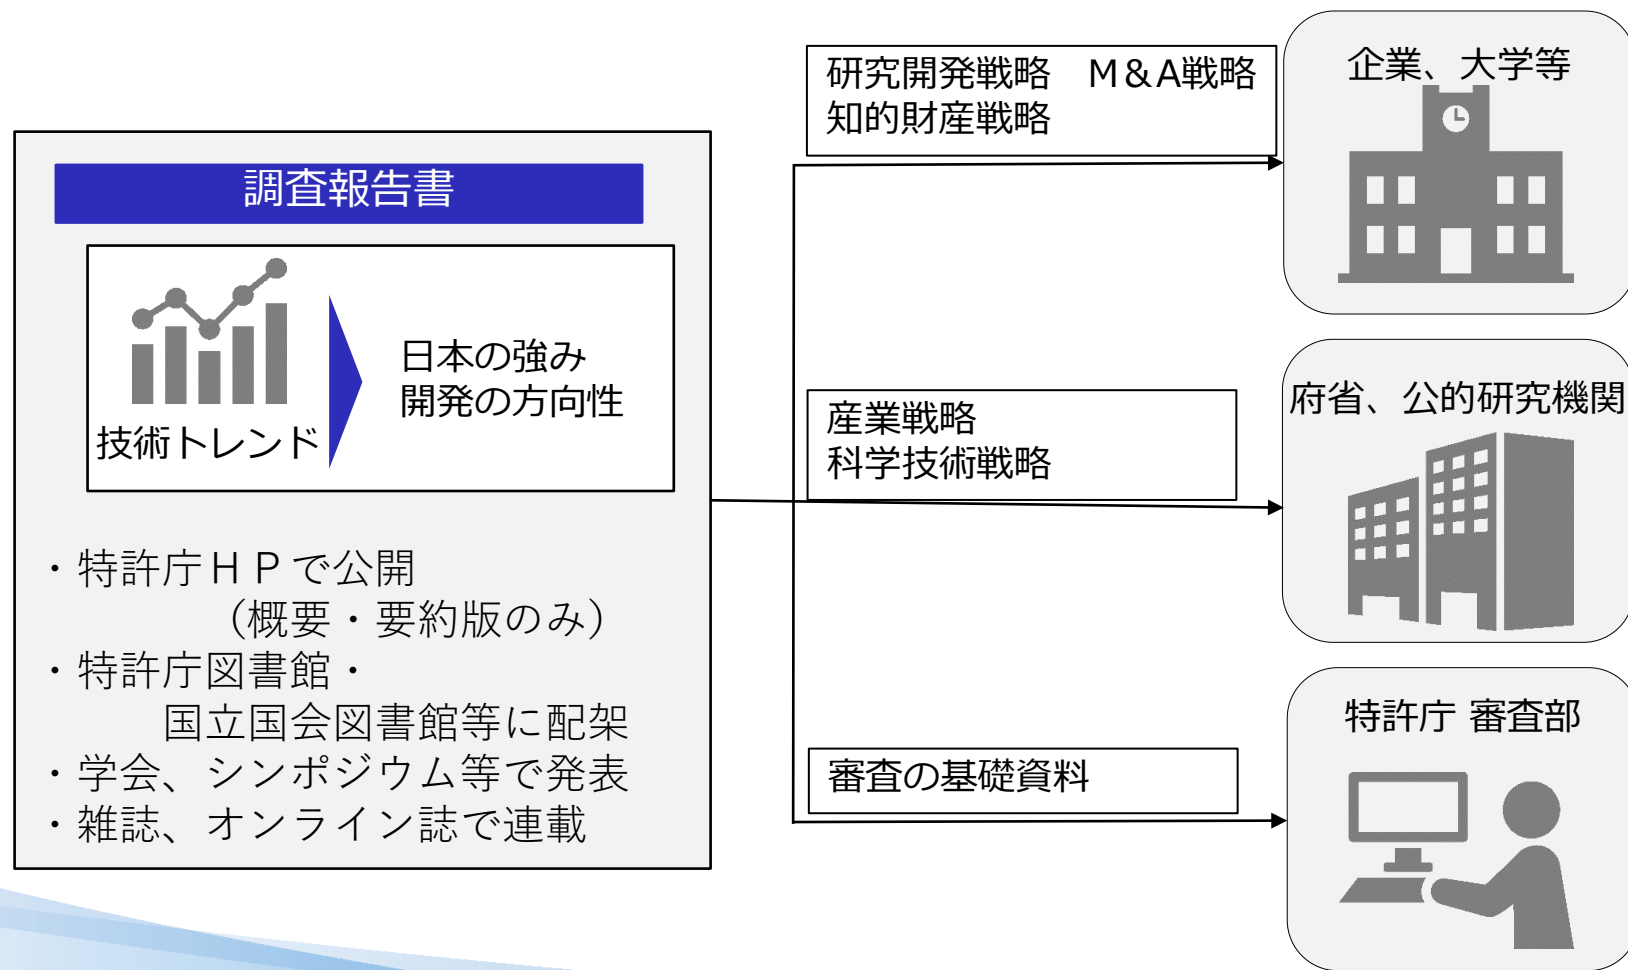 調査報告書
技術トレンド
日本の強み
開発の方向性
・特許庁ＨＰで公開
（概要・要約版のみ）
・特許庁図書館・
国立国会図書館等に配架
・学会、シンポジウム等で発表
・雑誌、オンライン誌で連載
研究開発戦略　Ｍ＆Ａ戦略
知的財産戦略
企業、大学等
産業戦略
科学技術戦略
府省、公的研究機関
審査の基礎資料
特許庁 審査部